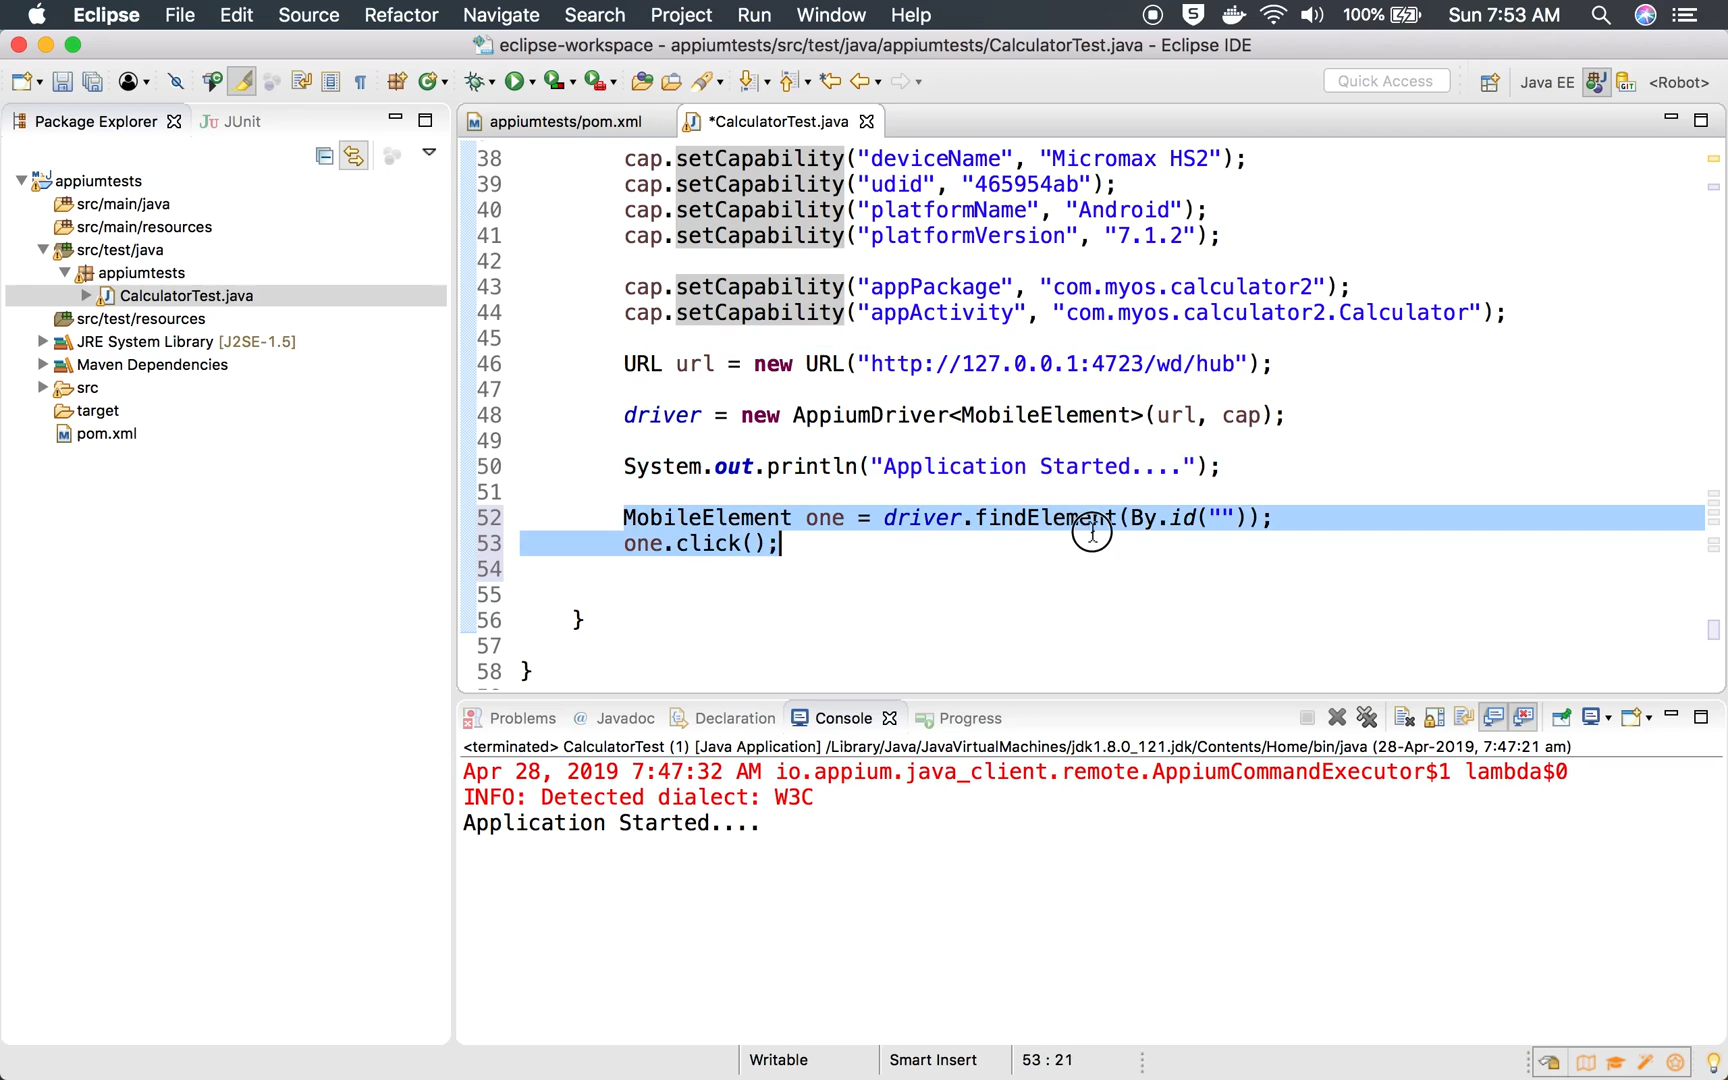 Eclipse File Edit Source Refactor Navigate Search Project Run Window Help S 100% Sun 7:53 AM
eclipse-workspace - appiumtests/src/test/java/appiumtests/CalculatorTest.java - Eclipse IDE
Quick Access Java EE <Robot>
Package Explorer JUnit appiumtests/pom.xml *CalculatorTest.java
appiumtests
src/main/java
src/main/resources
src/test/java
appiumtests
CalculatorTest.java
src/test/resources
JRE System Library [J2SE-1.5]
Maven Dependencies
src
target
pom.xml
38 cap.setCapability("deviceName", "Micromax HS2");
39 cap.setCapability("udid", "465954ab");
40 cap.setCapability("platformName", "Android");
41 cap.setCapability("platformVersion", "7.1.2");
42
43 cap.setCapability("appPackage", "com.myos.calculator2");
44 cap.setCapability("appActivity", "com.myos.calculator2.Calculator");
45
46 URL url = new URL("http://127.0.0.1:4723/wd/hub");
47
48 driver = new AppiumDriver<MobileElement>(url, cap);
49
50 System.out.println("Application Started....");
51
52 MobileElement one = driver.findElement(By.id(""));
53 one.click();
54
55
56 }
57
58 }
Problems @ Javadoc Declaration Console Progress
<terminated> CalculatorTest (1) [Java Application] /Library/Java/JavaVirtualMachines/jdk1.8.0_121.jdk/Contents/Home/bin/java (28-Apr-2019, 7:47:21 am)
Apr 28, 2019 7:47:32 AM io.appium.java_client.remote.AppiumCommandExecutor$1 lambda$0
INFO: Detected dialect: W3C
Application Started....
Writable Smart Insert 53 : 21